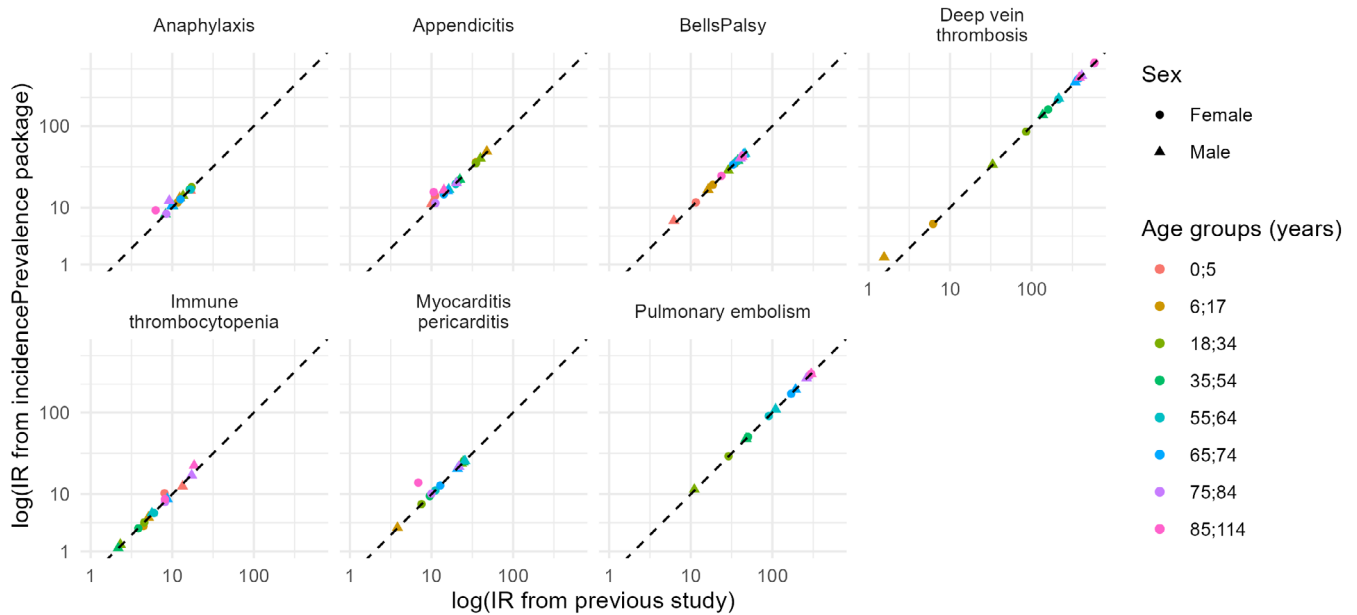 Anaphylaxis
Appendicitis
BellsPalsy
Deep vein
thrombosis
100
10
1
1
10
100
Immune
thrombocytopenia
Myocarditis
pericarditis
Pulmonary embolism
100
10
1
1
10
100
1
10
100
1
10
100
log(IR from incidencePrevalence package)
log(IR from previous study)
Sex
Female
Male
Age groups (years)
0;5
6;17
18;34
35;54
55;64
65;74
75;84
85;114